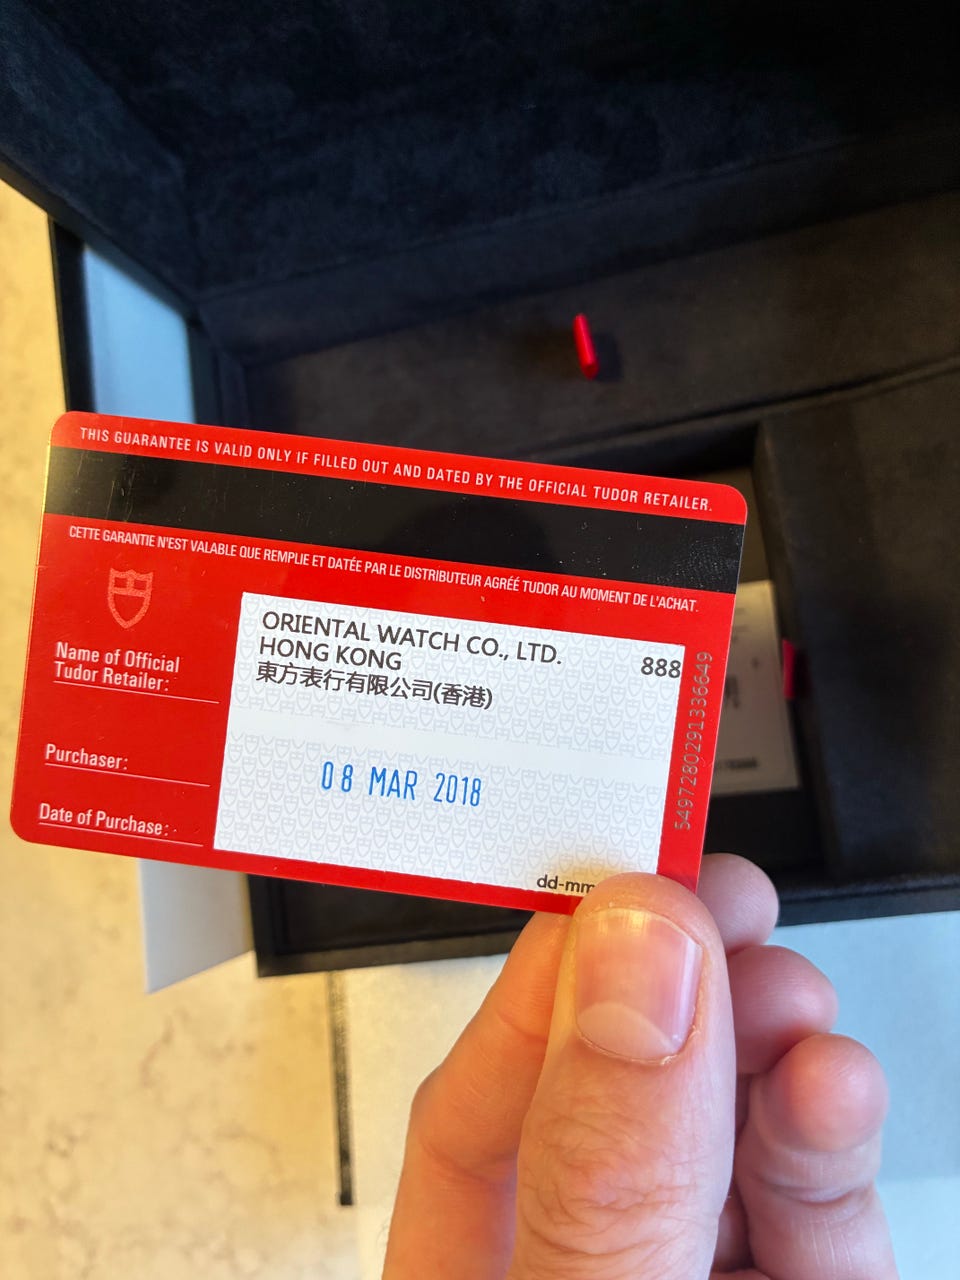 THIS GUARANTEE IS VALID ONLY IF FILLED OUT AND DATED BY THE OFFICIAL TUDOR RETAILER.
CETTE GARANTIE N'EST VALABLE QUE REMPLIE ET DATÉE PAR LE DISTRIBUTEUR AGRÉÉ TUDOR AU MOMENT DE L'ACHAT.
Name of Official
Tudor Retailer:
ORIENTAL WATCH CO., LTD.
HONG KONG
888
東方表行有限公司(香港)
Purchaser:
08 MAR 2018
Date of Purchase:
dd-mm
5497280291336649